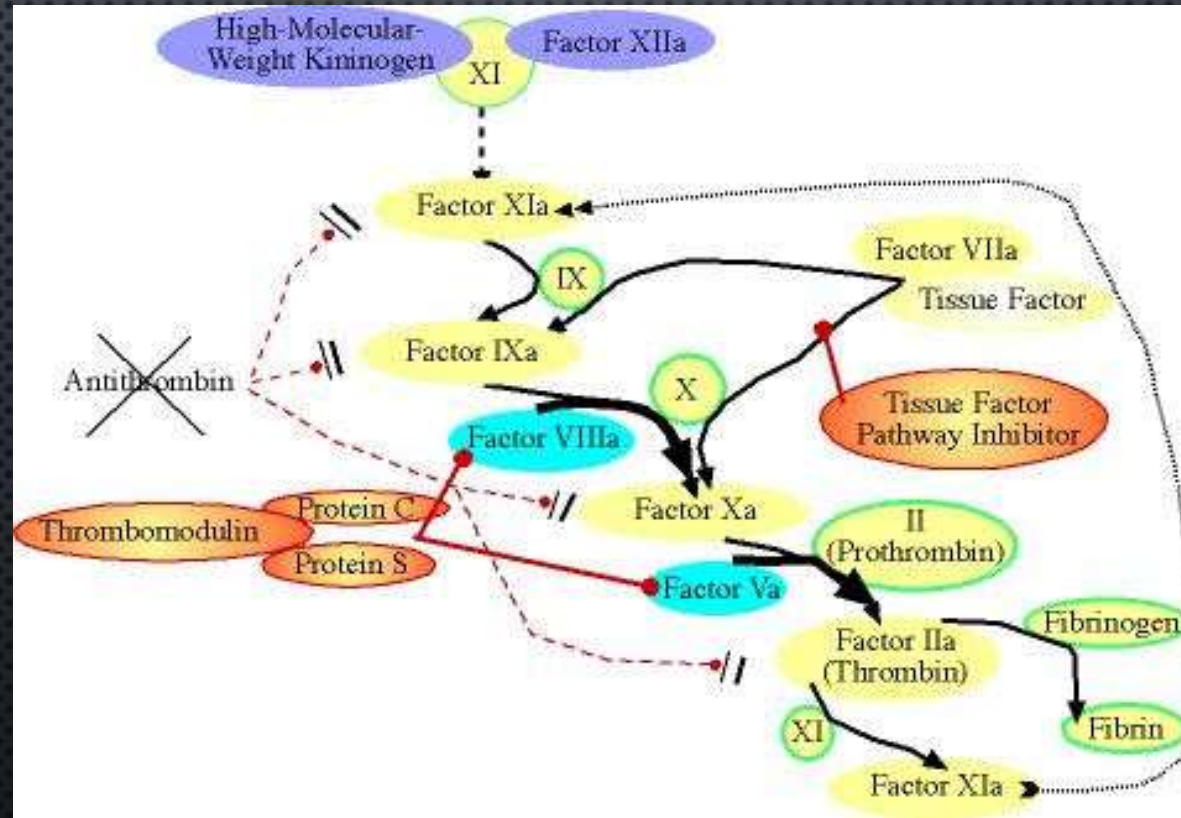 High-Molecular-
Weight Kininogen
XI
Factor XIIa
Factor XIa
Factor VIIa
Tissue Factor
IX
Factor IXa
Antithrombin
X
Tissue Factor
Pathway Inhibitor
Factor VIIIa
Protein C
Thrombomodulin
Protein S
Factor Xa
II
(Prothrombin)
Factor Va
Factor IIa
(Thrombin)
Fibrinogen
XI
Fibrin
Factor XIa